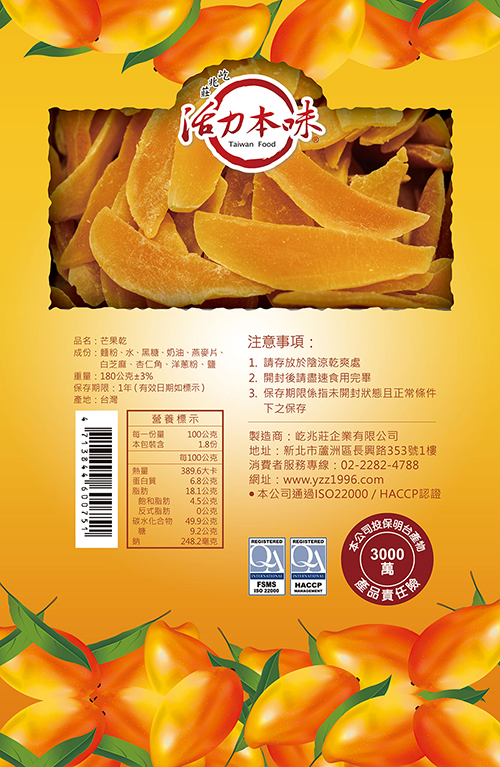 屹兆莊
活力本味
Taiwan Food
®
品名：芒果乾
成份：麵粉、水、黑糖、奶油、燕麥片、
白芝麻、杏仁角、洋蔥粉、鹽
重量：180公克±3%
保存期限：1年（有效日期如標示）
產地：台灣
4713844600751
營養標示
每一份量 100公克
本包裝含 1.8份
每100公克
熱量 389.6大卡
蛋白質 6.8公克
脂肪 18.1公克
飽和脂肪 4.5公克
反式脂肪 0公克
碳水化合物 49.9公克
糖 9.2公克
鈉 248.2毫克
注意事項：
1. 請存放於陰涼乾爽處
2. 開封後請盡速食用完畢
3. 保存期限係指未開封狀態且正常條件
下之保存
製造商：屹兆莊企業有限公司
地址：新北市蘆洲區長興路353號1樓
消費者服務專線：02-2282-4788
網址：www.yzz1996.com
●本公司通過ISO22000 / HACCP認證
REGISTERED
QA
INTERNATIONAL
FSMS
ISO 22000
REGISTERED
QA
INTERNATIONAL
HACCP
MANAGEMENT
本公司投保明台產物
3000
萬
產品責任險